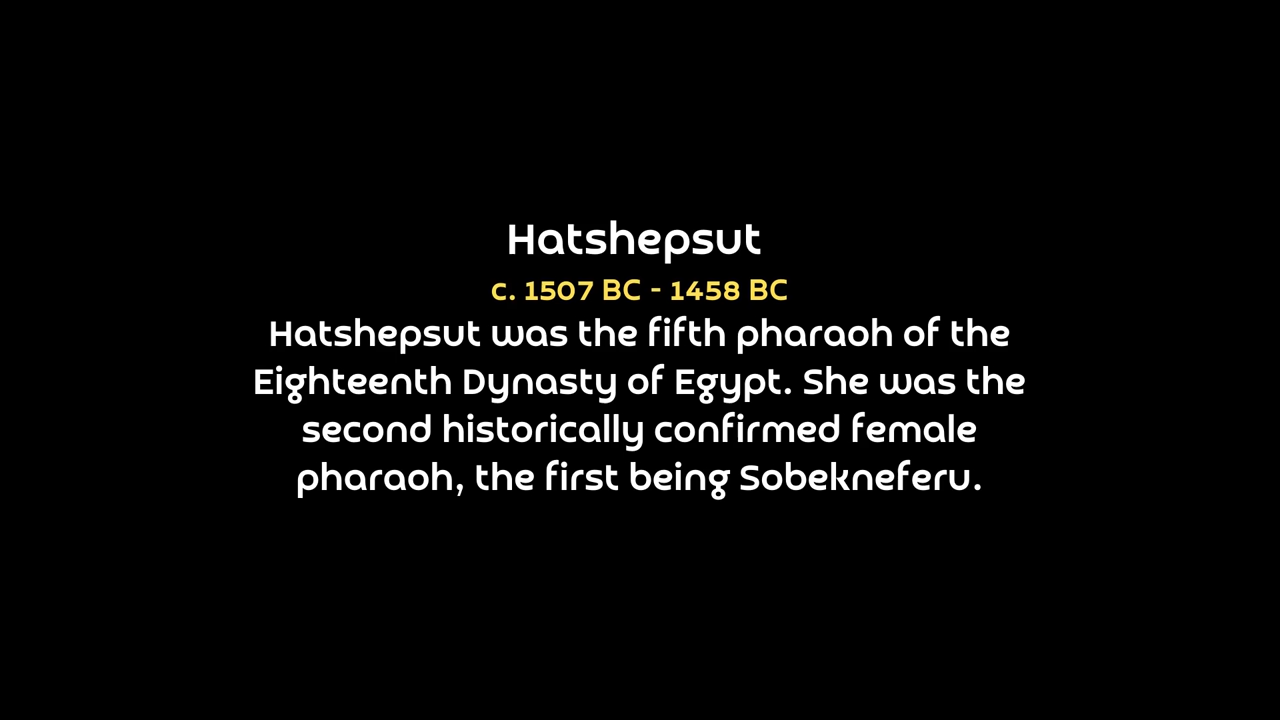 Hatshepsut
c. 1507 BC - 1458 BC
Hatshepsut was the fifth pharaoh of the
Eighteenth Dynasty of Egypt. She was the
second historically confirmed female
pharaoh, the first being Sobekneferu.